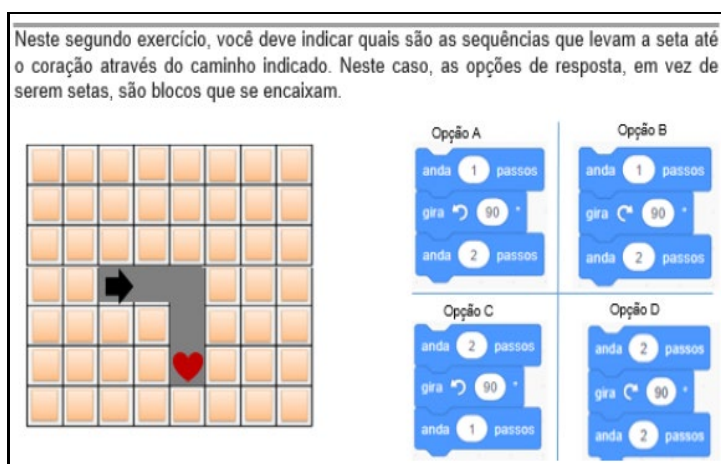 Neste segundo exercício, você deve indicar quais são as sequências que levam a seta até
o coração através do caminho indicado. Neste caso, as opções de resposta, em vez de
serem setas, são blocos que se encaixam.
Opção A
anda 1 passos
gira ↺ 90 °
anda 2 passos
Opção B
anda 1 passos
gira ↻ 90 °
anda 2 passos
Opção C
anda 2 passos
gira ↺ 90 °
anda 1 passos
Opção D
anda 2 passos
gira ↻ 90 °
anda 2 passos